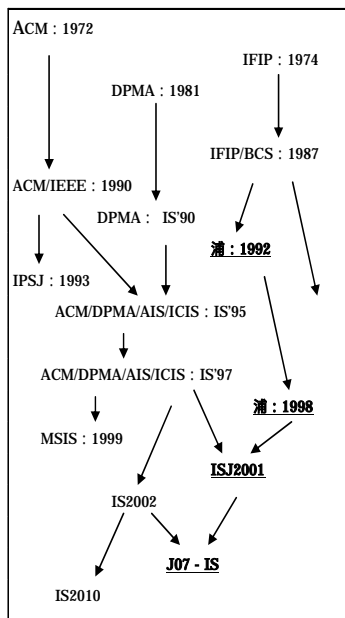 ACM : 1972
IFIP : 1974
DPMA : 1981
IFIP/BCS : 1987
ACM/IEEE : 1990
DPMA : IS'90
浦 : 1992
IPSJ : 1993
ACM/DPMA/AIS/ICIS : IS'95
ACM/DPMA/AIS/ICIS : IS'97
浦 : 1998
MSIS : 1999
ISJ2001
IS2002
J07 - IS
IS2010